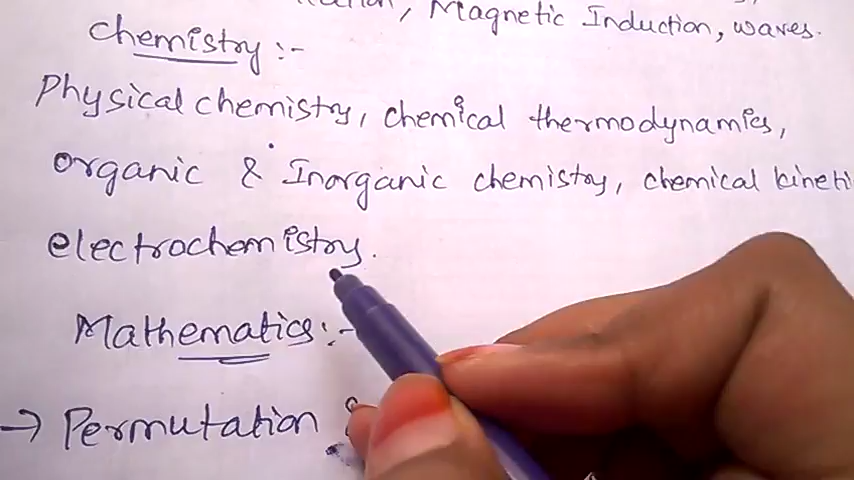 , Magnetic Induction, waves.
chemistry :-
Physical chemistry, chemical thermodynamics,
organic & Inorganic chemistry, chemical kineti
electrochemistry.
Mathematics :-
→ Permutation &